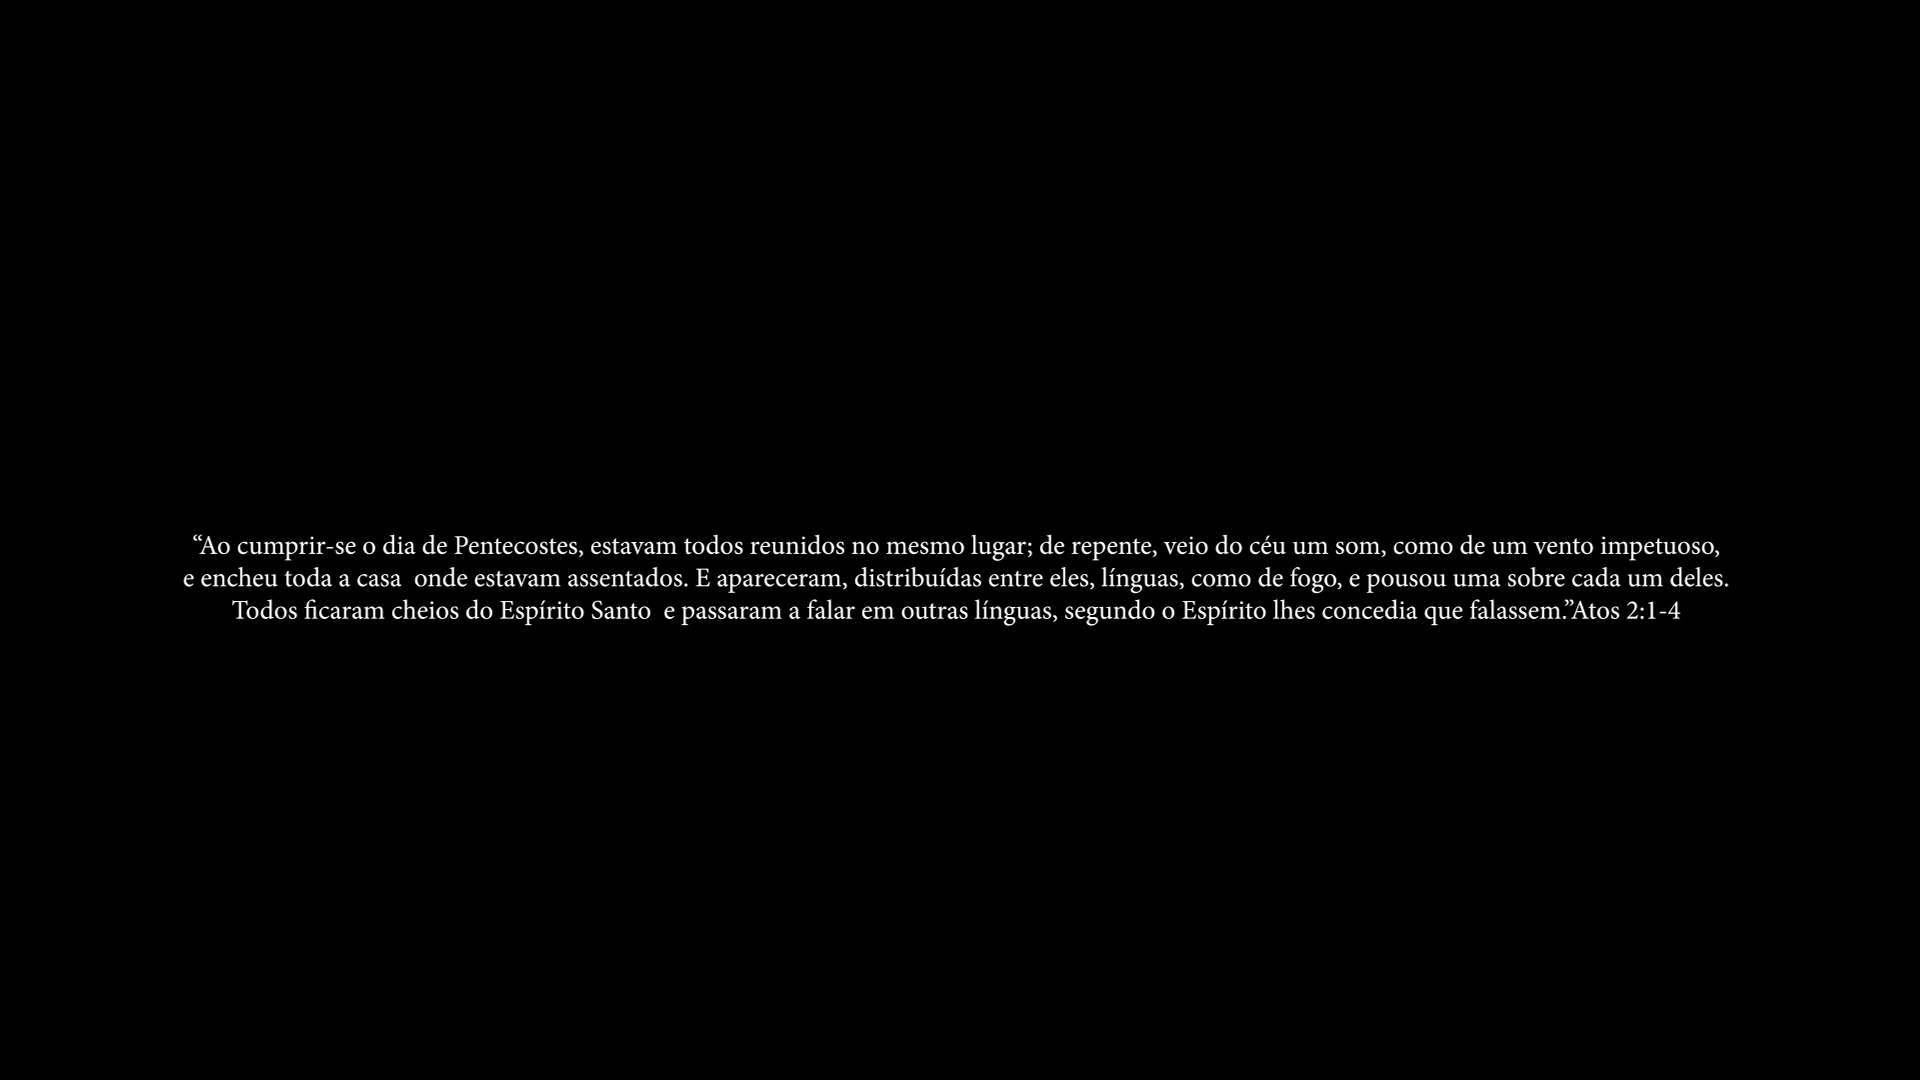 “Ao cumprir-se o dia de Pentecostes, estavam todos reunidos no mesmo lugar; de repente, veio do céu um som, como de um vento impetuoso,
e encheu toda a casa  onde estavam assentados. E apareceram, distribuídas entre eles, línguas, como de fogo, e pousou uma sobre cada um deles.
Todos ficaram cheios do Espírito Santo  e passaram a falar em outras línguas, segundo o Espírito lhes concedia que falassem.”Atos 2:1-4